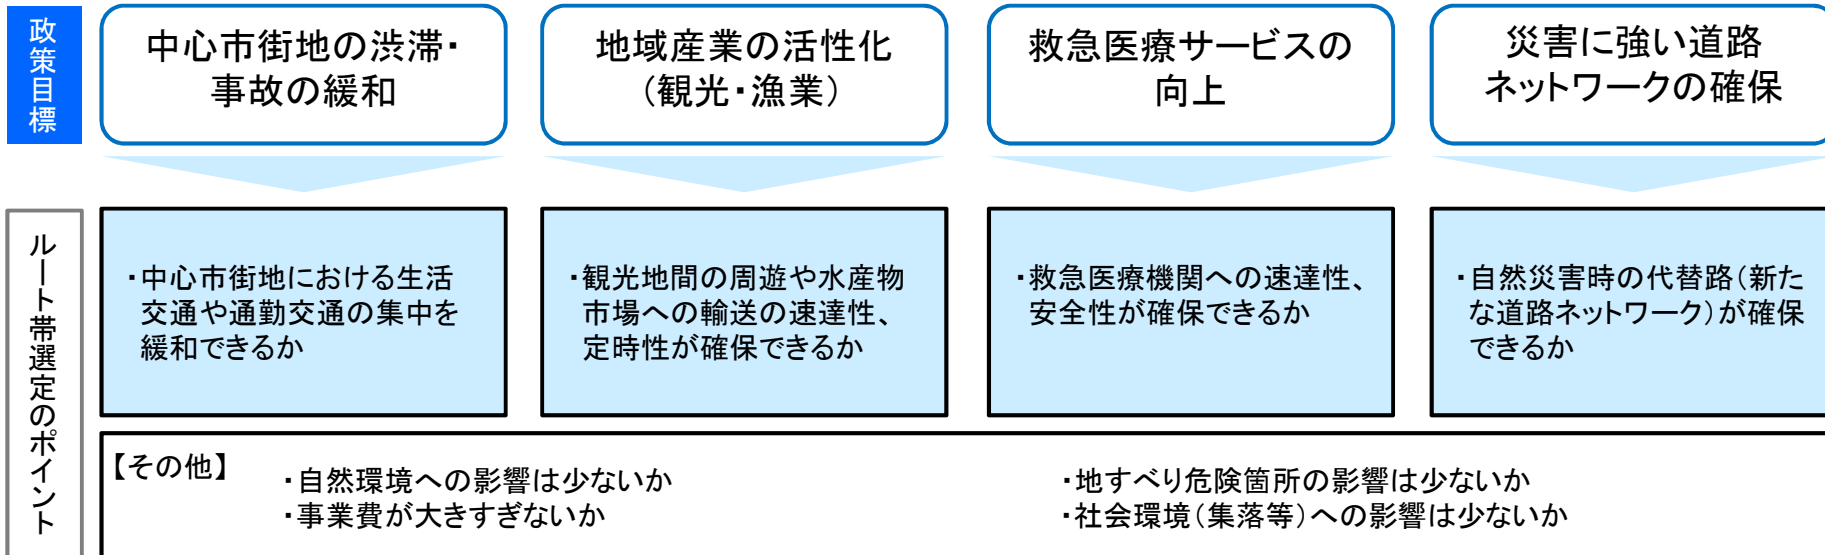 政策目標
中心市街地の渋滞・
事故の緩和
地域産業の活性化
(観光・漁業)
救急医療サービスの
向上
災害に強い道路
ネットワークの確保
ルート帯選定のポイント
・中心市街地における生活
交通や通勤交通の集中を
緩和できるか
・観光地間の周遊や水産物
市場への輸送の速達性、
定時性が確保できるか
・救急医療機関への速達性、
安全性が確保できるか
・自然災害時の代替路(新た
な道路ネットワーク)が確保
できるか
【その他】
・自然環境への影響は少ないか
・事業費が大きすぎないか
・地すべり危険箇所の影響は少ないか
・社会環境(集落等)への影響は少ないか